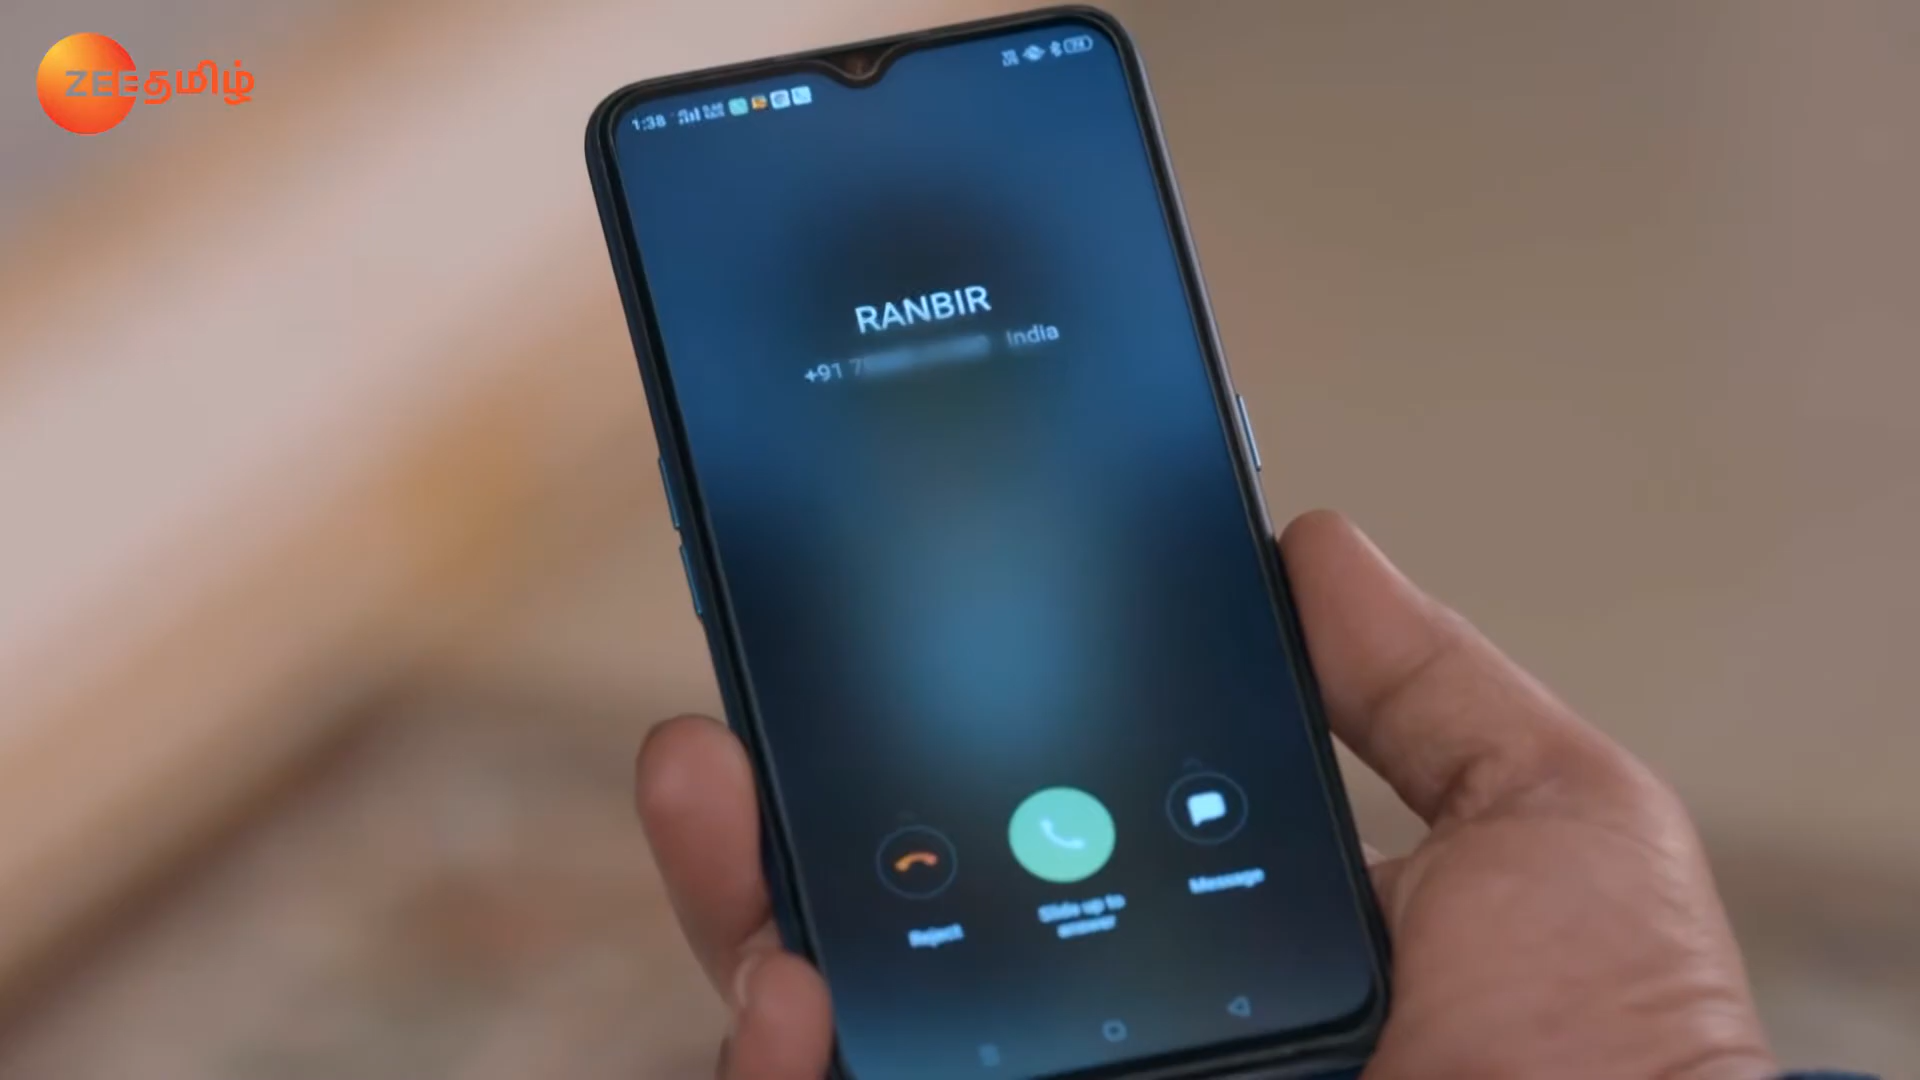 ZEEதமிழ்
1:38
RANBIR
+91 7 India
Reject
Slide up to
answer
Message